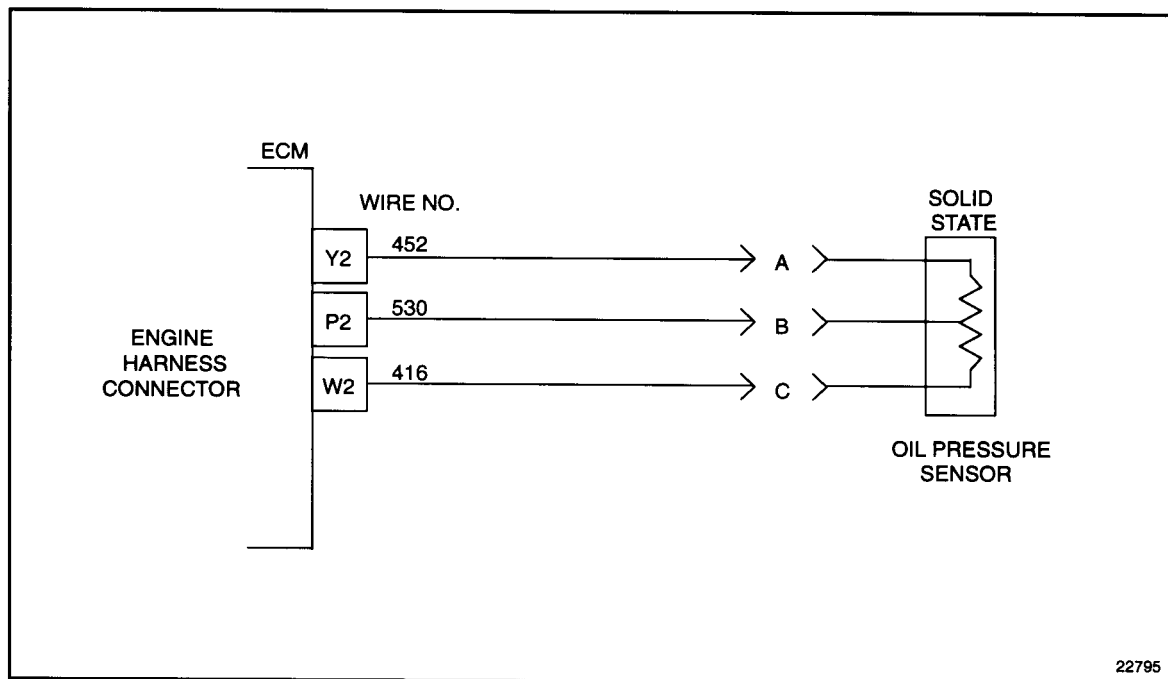 ECM
WIRE NO.
SOLID
STATE
Y2 452 A
P2 530 B
W2 416 C
ENGINE
HARNESS
CONNECTOR
OIL PRESSURE
SENSOR
22795